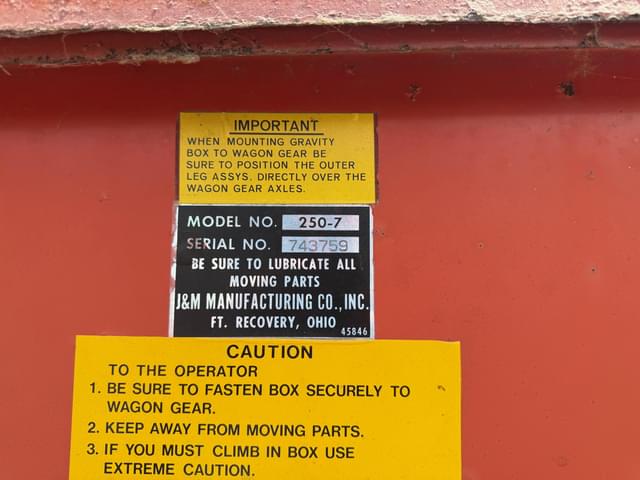 IMPORTANT
WHEN MOUNTING GRAVITY
BOX TO WAGON GEAR BE
SURE TO POSITION THE OUTER
LEG ASSYS. DIRECTLY OVER THE
WAGON GEAR AXLES.
MODEL NO. 250-7
SERIAL NO. 743759
BE SURE TO LUBRICATE ALL
MOVING PARTS
J&M MANUFACTURING CO., INC.
FT. RECOVERY, OHIO 45846
CAUTION
TO THE OPERATOR
1. BE SURE TO FASTEN BOX SECURELY TO
WAGON GEAR.
2. KEEP AWAY FROM MOVING PARTS.
3. IF YOU MUST CLIMB IN BOX USE
EXTREME CAUTION.